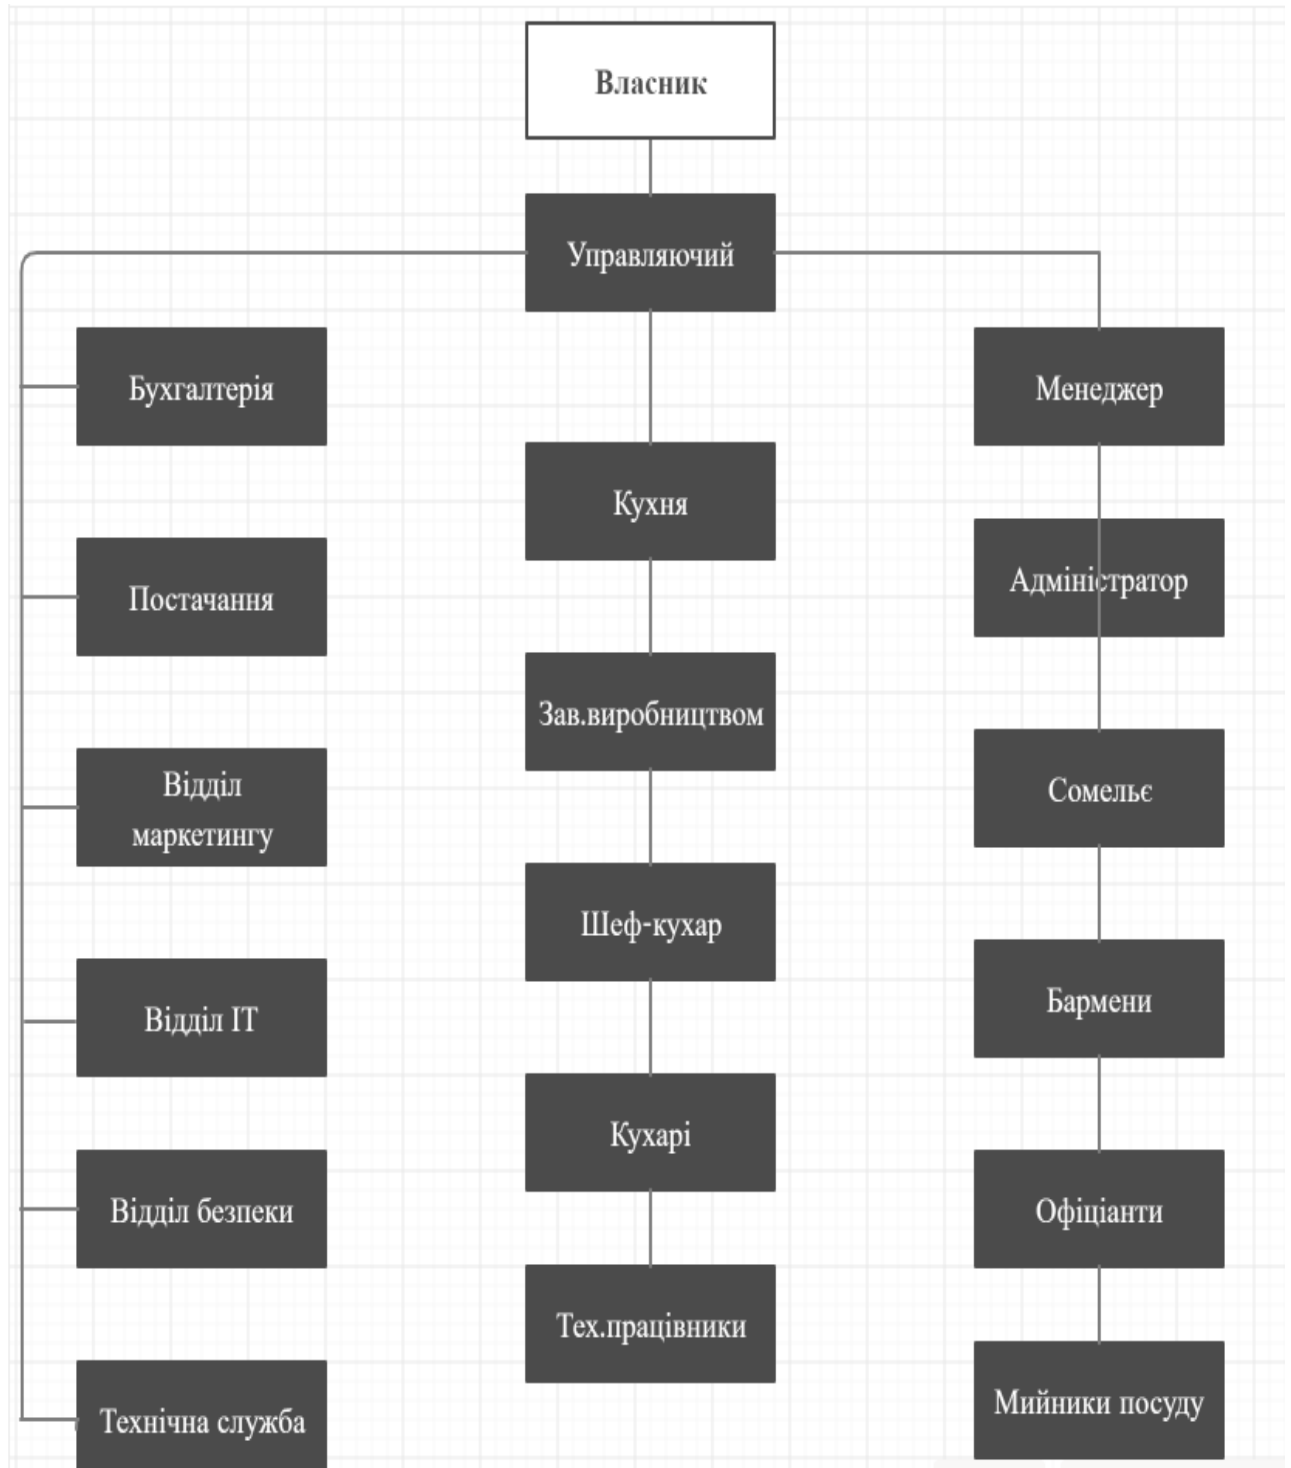 Власник
Управляючий
Бухгалтерія
Постачання
Відділ
маркетингу
Відділ ІТ
Відділ безпеки
Технічна служба
Кухня
Зав.виробництвом
Шеф-кухар
Кухарі
Тех.працівники
Менеджер
Адміністратор
Сомельє
Бармени
Офіціанти
Мийники посуду